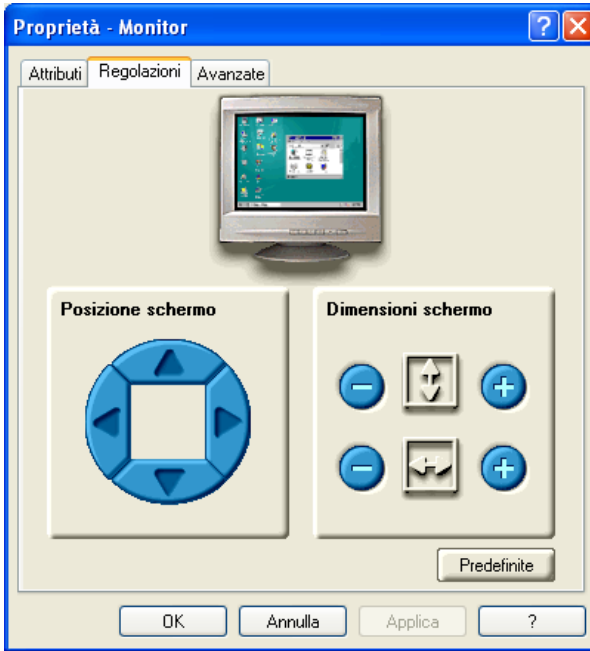 Proprietà - Monitor
?
Attributi Regolazioni Avanzate
Posizione schermo Dimensioni schermo
Predefinite
OK Annulla Applica ?